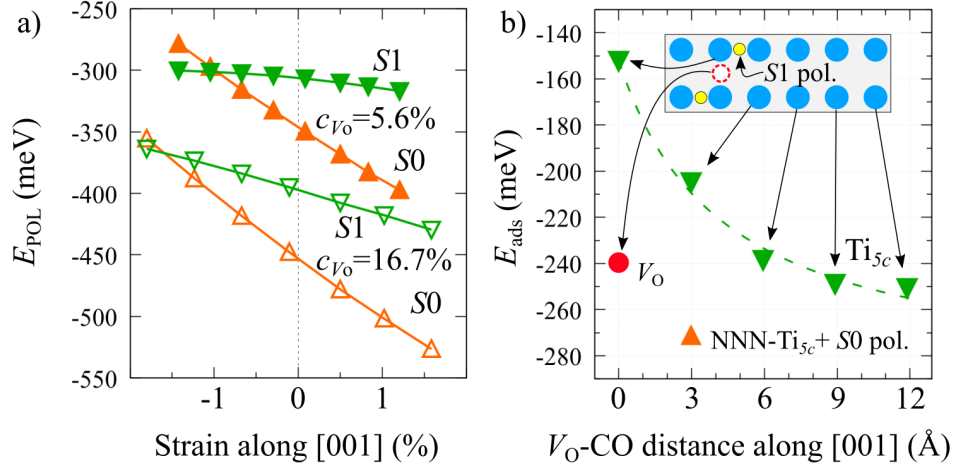 a)
E_POL (meV)
-250
-300
-350
-400
-450
-500
-550
S1
c_VO=5.6%
S0
S1
c_VO=16.7%
S0
-1
0
1
Strain along [001] (%)
b)
E_ads (meV)
-140
-160
-180
-200
-220
-240
-260
-280
S1 pol.
V_O
Ti_5c
NNN-Ti_5c+ S0 pol.
0
3
6
9
12
V_O-CO distance along [001] (Å)